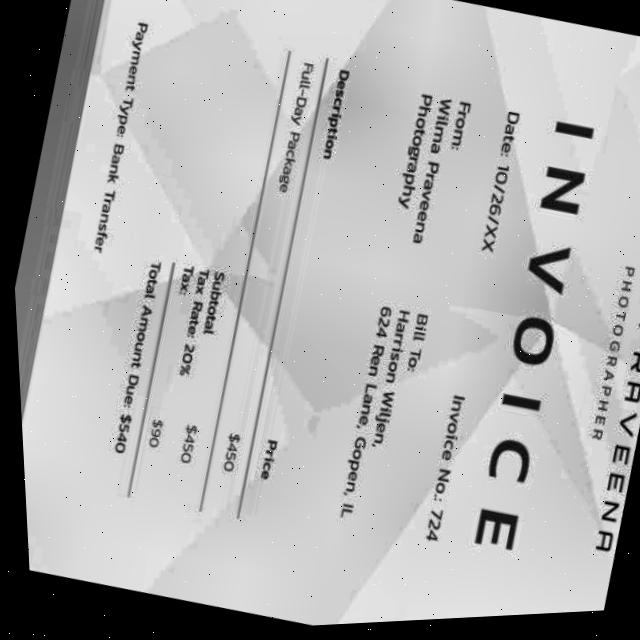 RAVEENA
PHOTOGRAPHER
INVOICE
Date: 10/26/XX
Invoice No.: 724
From:
Wilma Praveena
Photography
Bill To:
Harrison Willjen,
624 Ren Lane, Gopen, IL
Description Price
Full-Day Package $450
Subtotal $450
Tax Rate: 20%
Tax: $90
Total Amount Due: $540
Payment Type: Bank Transfer